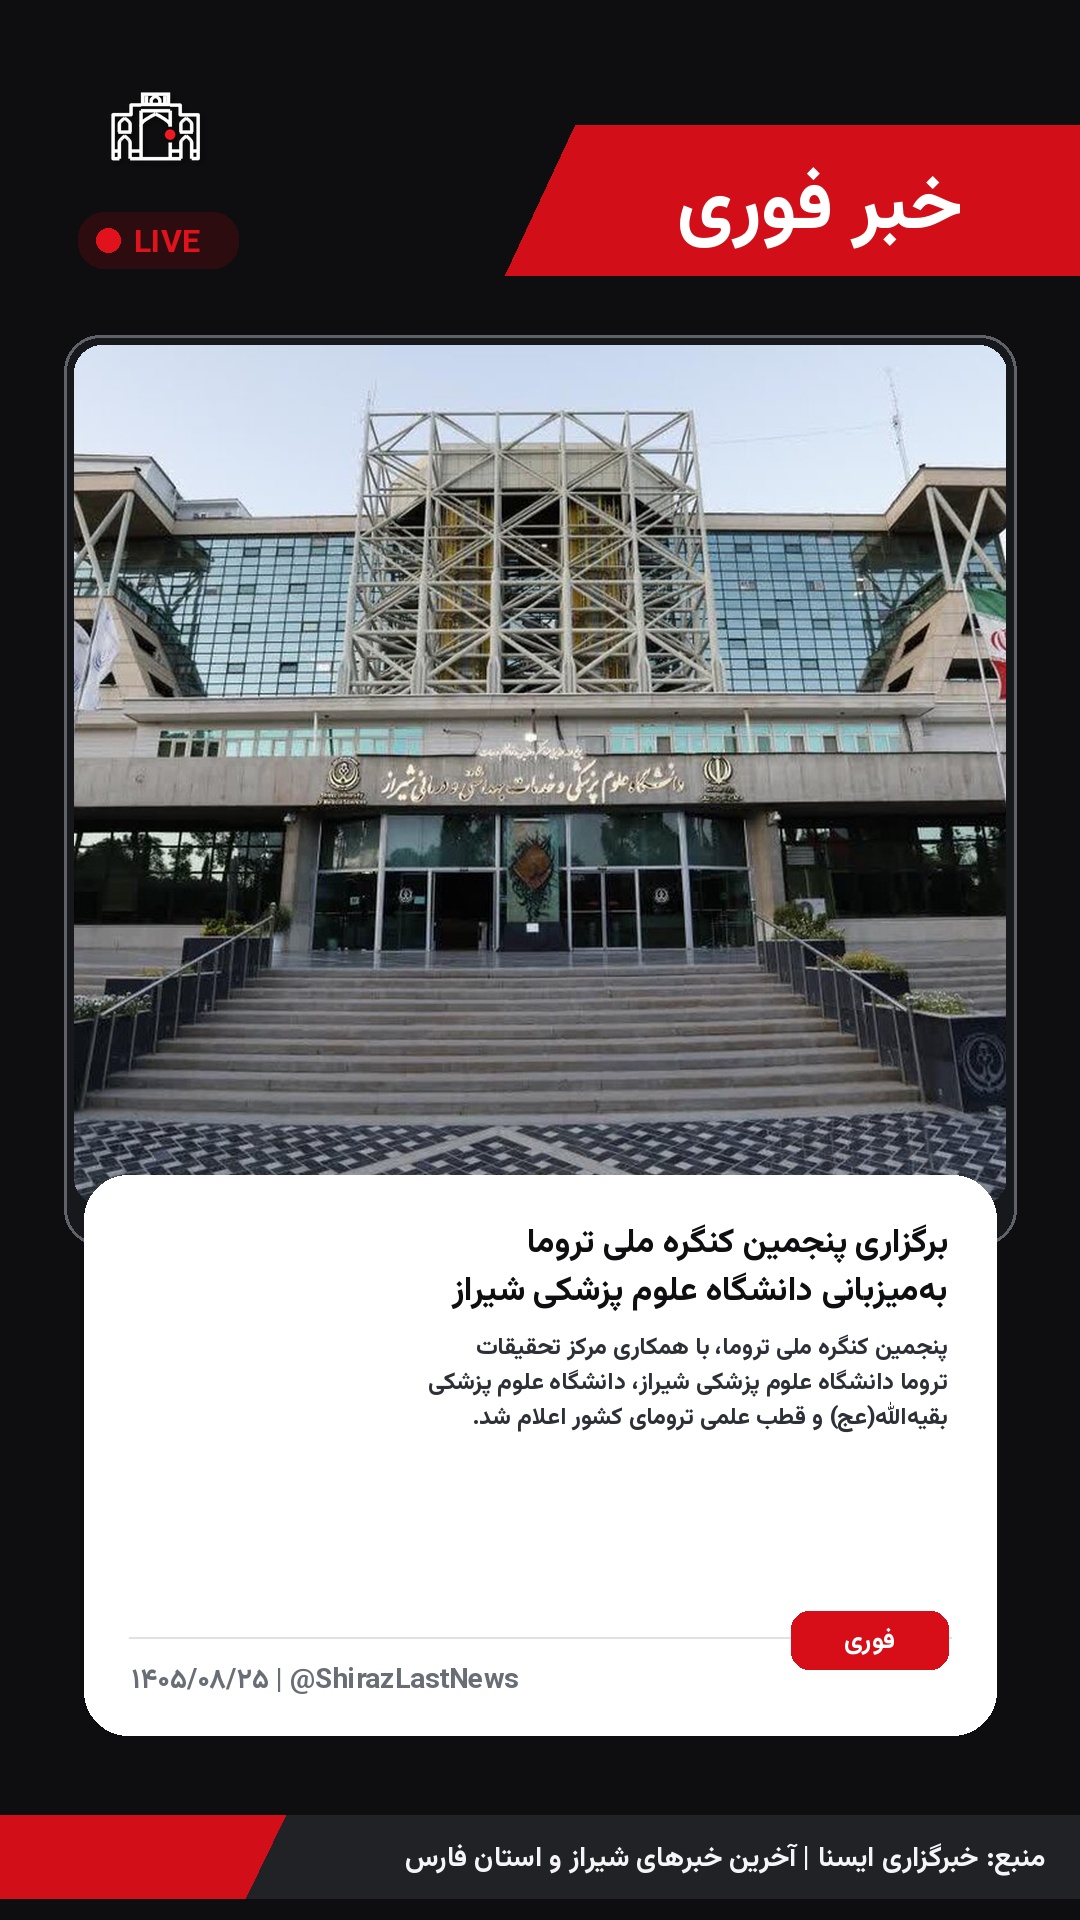 خبر فوری
LIVE
دانشگاه علوم پزشکی و خدمات بهداشتی و درمانی شیراز
برگزاری پنجمین کنگره ملی تروما
به‌میزبانی دانشگاه علوم پزشکی شیراز
پنجمین کنگره ملی تروما، با همکاری مرکز تحقیقات
تروما دانشگاه علوم پزشکی شیراز، دانشگاه علوم پزشکی
بقیه‌الله(عج) و قطب علمی ترومای کشور اعلام شد.
فوری
۱۴۰۵/۰۸/۲۵ | @ShirazLastNews
منبع: خبرگزاری ایسنا | آخرین خبرهای شیراز و استان فارس